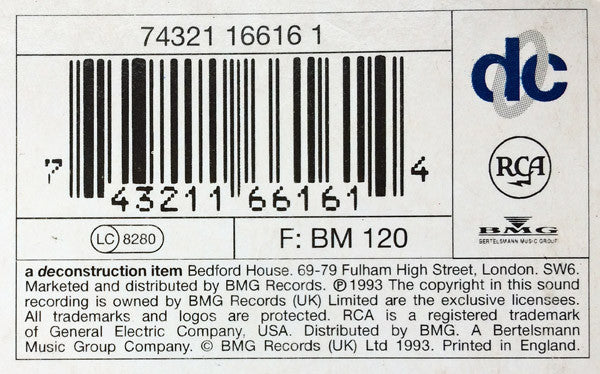 74321 16616 1
dc
7 43211 66161 4
RCA
BMG
BERTELSMANN MUSIC GROUP
LC 8280
F: BM 120
a deconstruction item Bedford House. 69-79 Fulham High Street, London. SW6.
Marketed and distributed by BMG Records. ℗1993 The copyright in this sound
recording is owned by BMG Records (UK) Limited are the exclusive licensees.
All trademarks and logos are protected. RCA is a registered trademark
of General Electric Company, USA. Distributed by BMG. A Bertelsmann
Music Group Company. © BMG Records (UK) Ltd 1993. Printed in England.